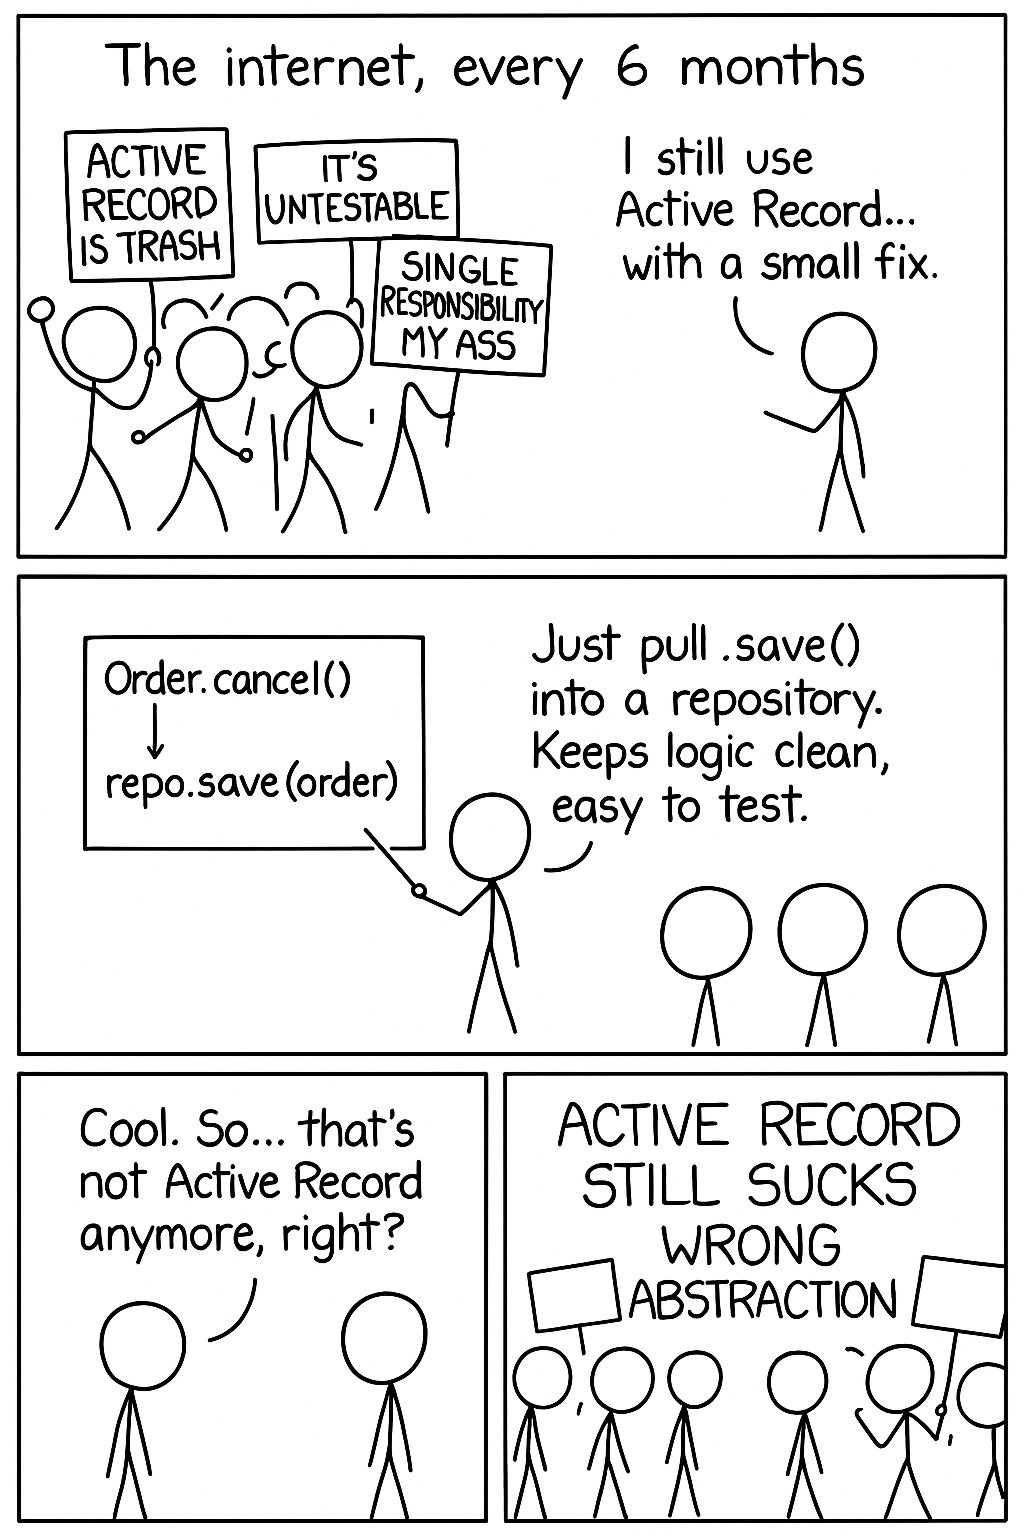 The internet, every 6 months
ACTIVE
RECORD
IS TRASH
IT'S
UNTESTABLE
SINGLE
RESPONSIBILITY
MY ASS
I still use
Active Record...
with a small fix.
Order.cancel()
repo.save(order)
Just pull .save()
into a repository.
Keeps logic clean,
easy to test.
Cool. So... that's
not Active Record
anymore, right?
ACTIVE RECORD
STILL SUCKS
WRONG
ABSTRACTION